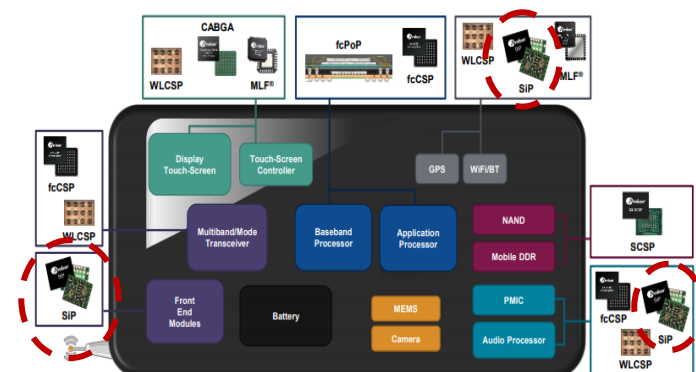 CABGA
WLCSP
MLF®
fcPoP
fcCSP
WLCSP
SiP
MLF®
fcCSP
WLCSP
SiP
Display
Touch-Screen
Touch-Screen
Controller
GPS
WiFi/BT
Multiband/Mode
Transceiver
Baseband
Processor
Application
Processor
NAND
Mobile DDR
SCSP
Front
End
Modules
Battery
MEMS
Camera
PMIC
Audio Processor
fcCSP
SiP
WLCSP